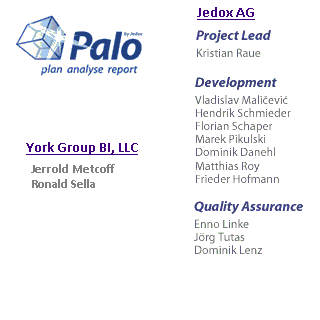 by Jedox
Palo
plan analyse report
York Group BI, LLC
Jerrold Metcoff
Ronald Sella
Jedox AG
Project Lead
Kristian Raue
Development
Vladislav Maličević
Hendrik Schmieder
Florian Schaper
Marek Pikulski
Dominik Danehl
Matthias Roy
Frieder Hofmann
Quality Assurance
Enno Linke
Jörg Tutas
Dominik Lenz